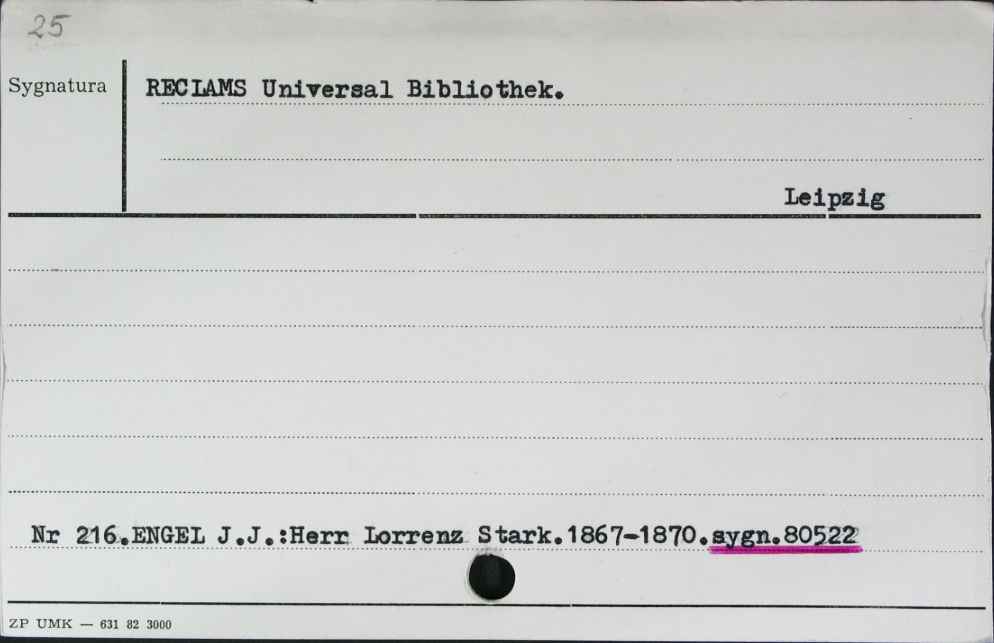 25
Sygnatura
RECLAMS Universal Bibliothek.
Leipzig
Nr 216.ENGEL J.J.:Herr Lorrenz Stark.1867-1870.sygn.80522
ZP UMK — 631 82 3000